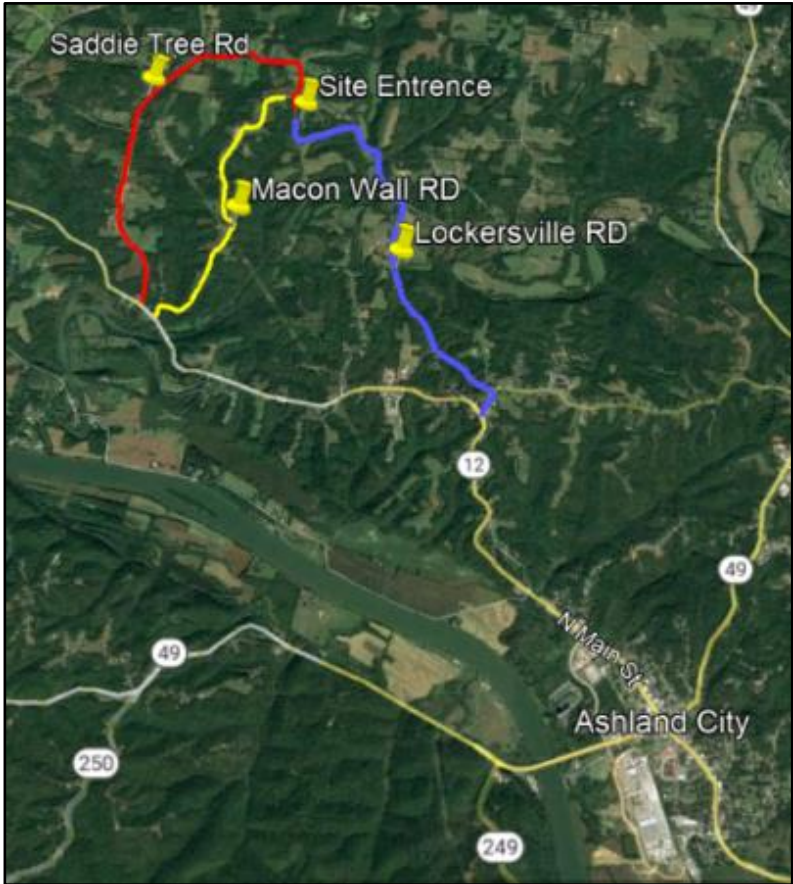 49
Saddie Tree Rd
Site Entrence
Macon Wall RD
Lockersville RD
12
49
N Main St
49
Ashland City
250
249